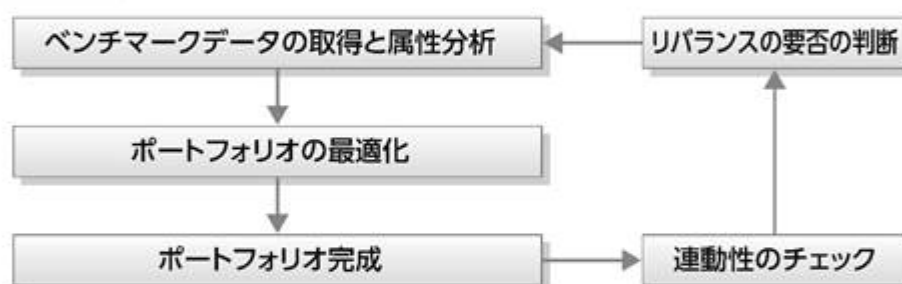 ベンチマークデータの取得と属性分析
リバランスの要否の判断
ポートフォリオの最適化
ポートフォリオ完成
連動性のチェック